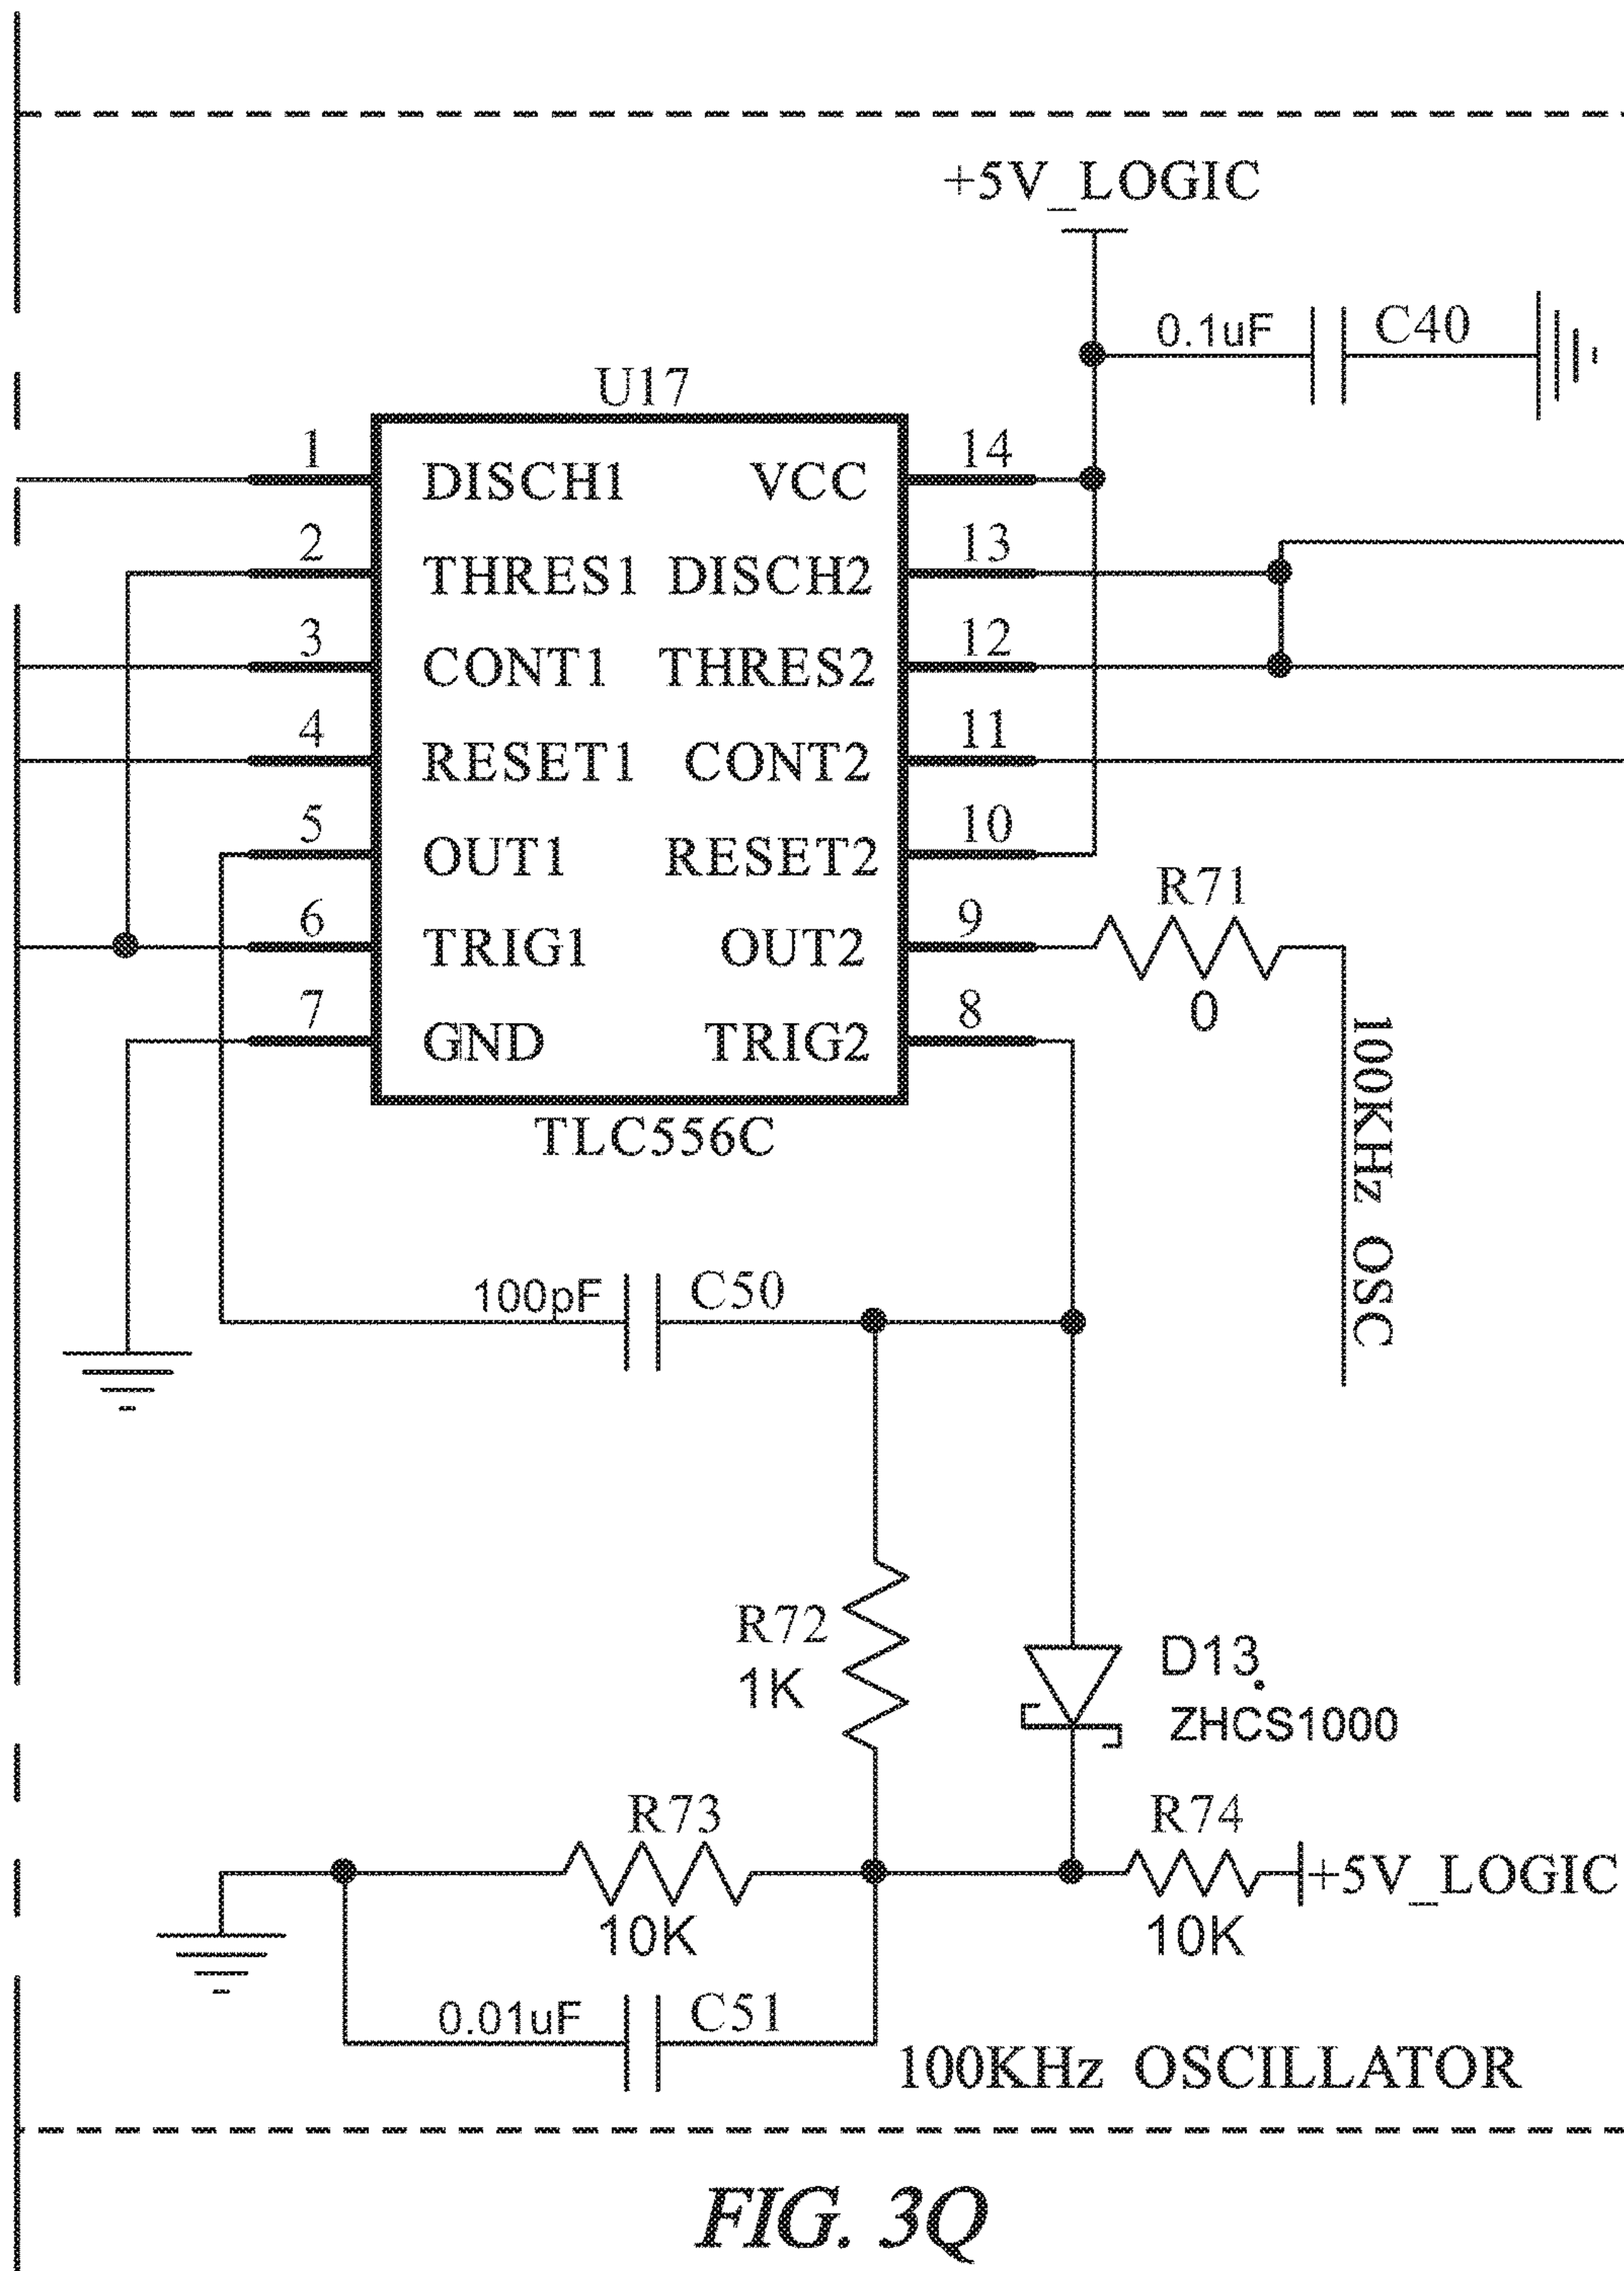 +5V_LOGIC
0.1uF C40
U17
1 DISCH1 VCC 14
2 THRES1 DISCH2 13
3 CONT1 THRES2 12
4 RESET1 CONT2 11
5 OUT1 RESET2 10
6 TRIG1 OUT2 9
7 GND TRIG2 8
R71
0
TLC556C
100KHz OSC
100pF C50
R72
1K
D13
ZHCS1000
R73
10K
R74
10K
+5V_LOGIC
0.01uF C51
100KHz OSCILLATOR
FIG. 3Q